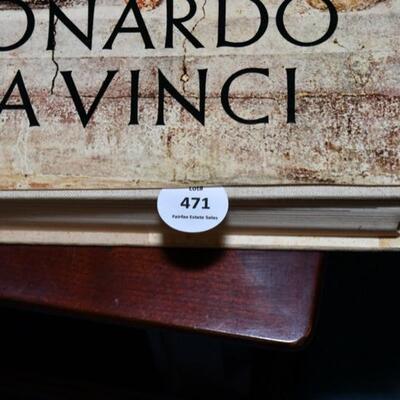 ONARDO
A VINCI
Lot#
471
Fairfax Estate Sales